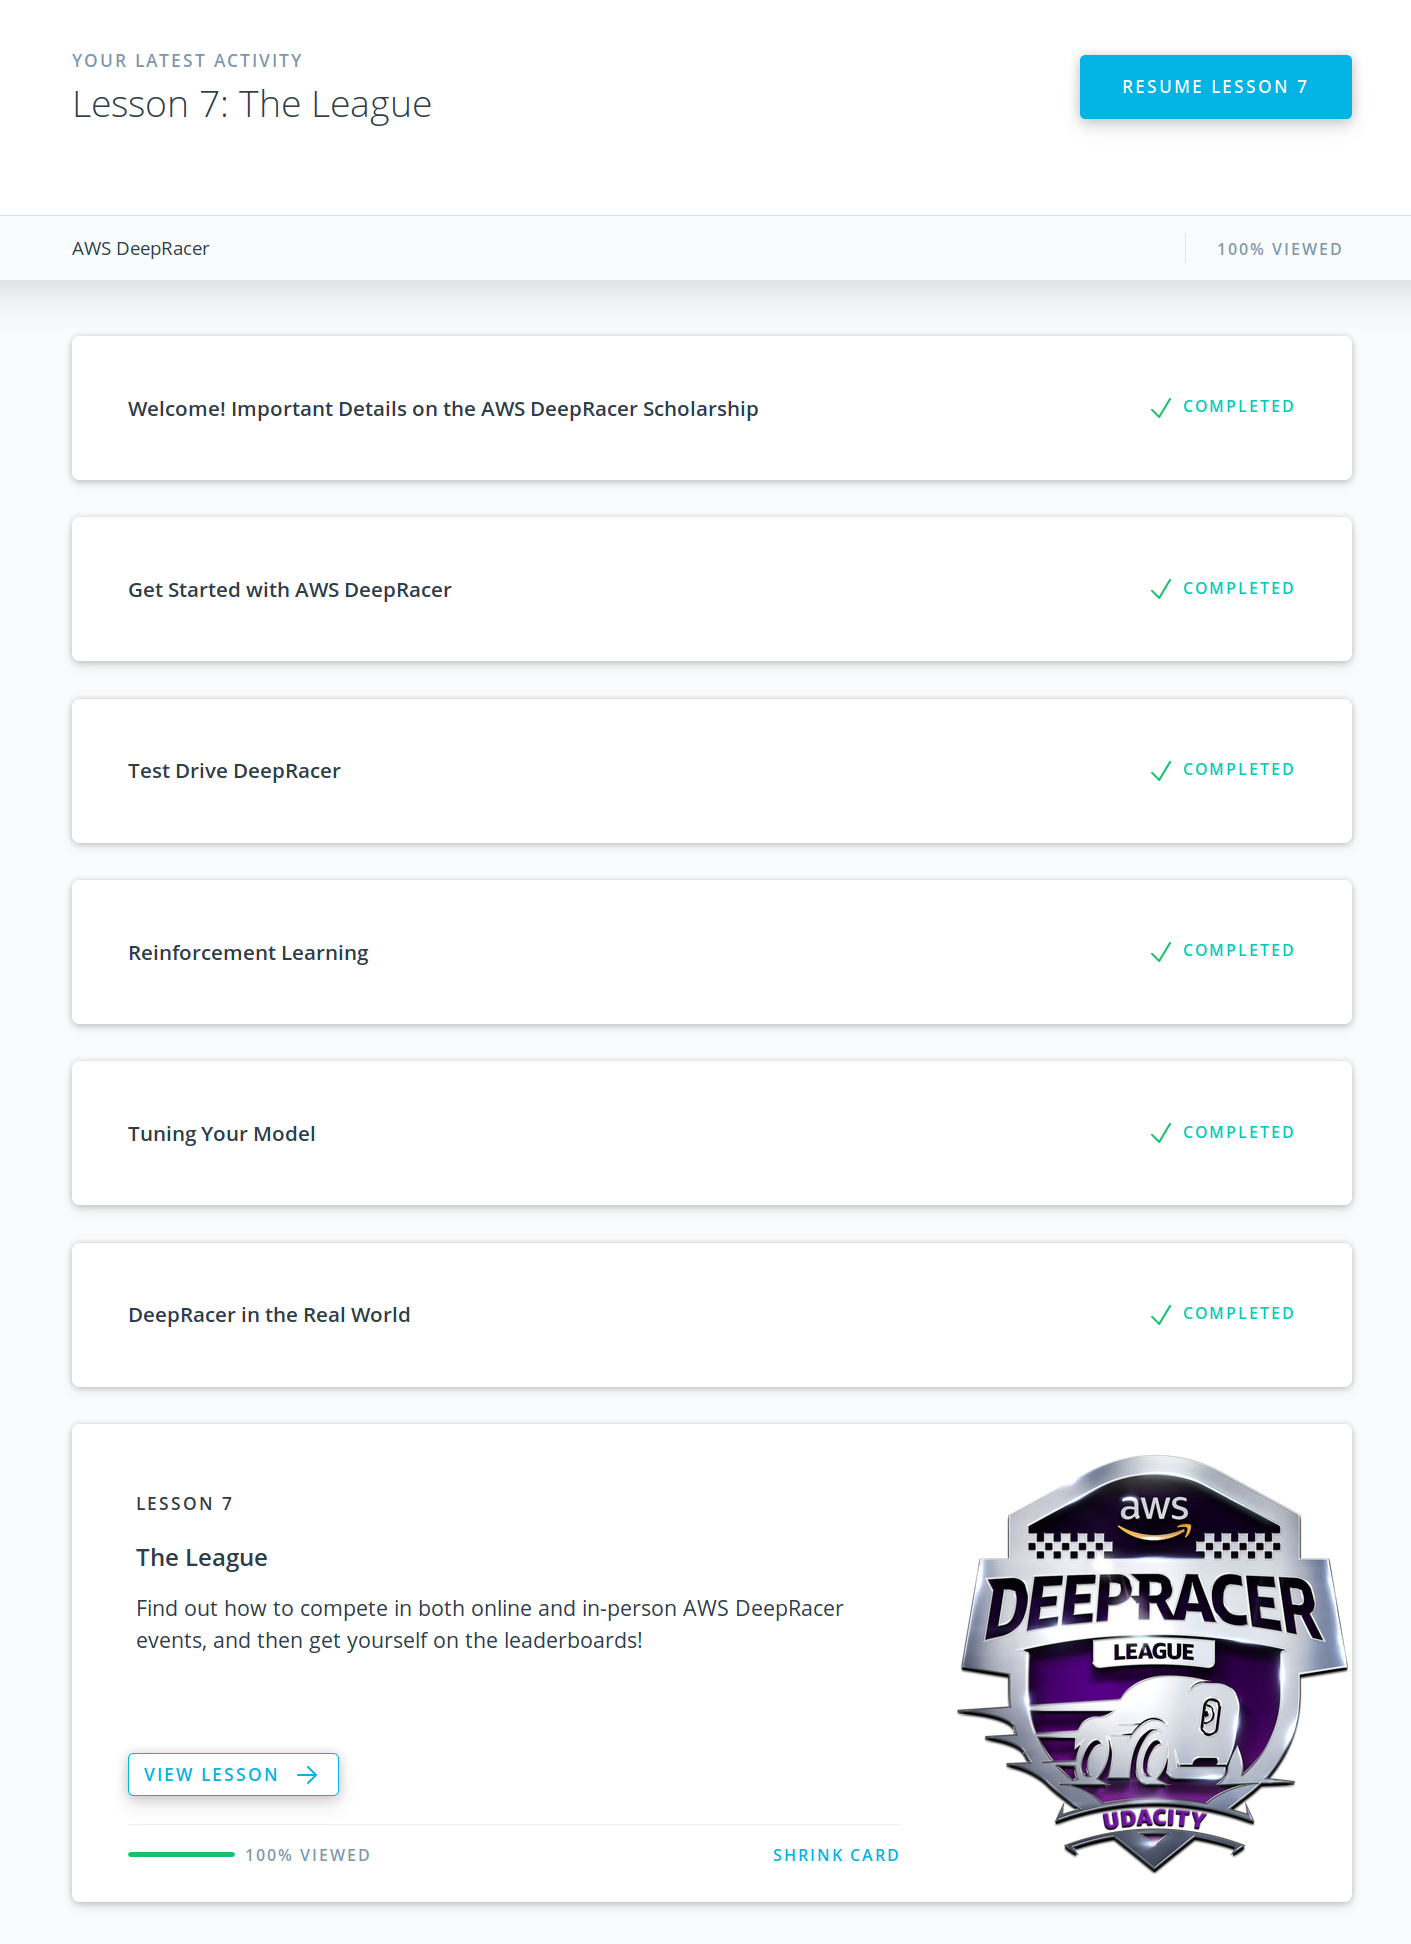 YOUR LATEST ACTIVITY
Lesson 7: The League
RESUME LESSON 7
AWS DeepRacer
100% VIEWED
Welcome! Important Details on the AWS DeepRacer Scholarship
COMPLETED
Get Started with AWS DeepRacer
COMPLETED
Test Drive DeepRacer
COMPLETED
Reinforcement Learning
COMPLETED
Tuning Your Model
COMPLETED
DeepRacer in the Real World
COMPLETED
LESSON 7
The League
Find out how to compete in both online and in-person AWS DeepRacer
events, and then get yourself on the leaderboards!
VIEW LESSON
100% VIEWED
SHRINK CARD
aws
DEEPRACER
LEAGUE
UDACITY